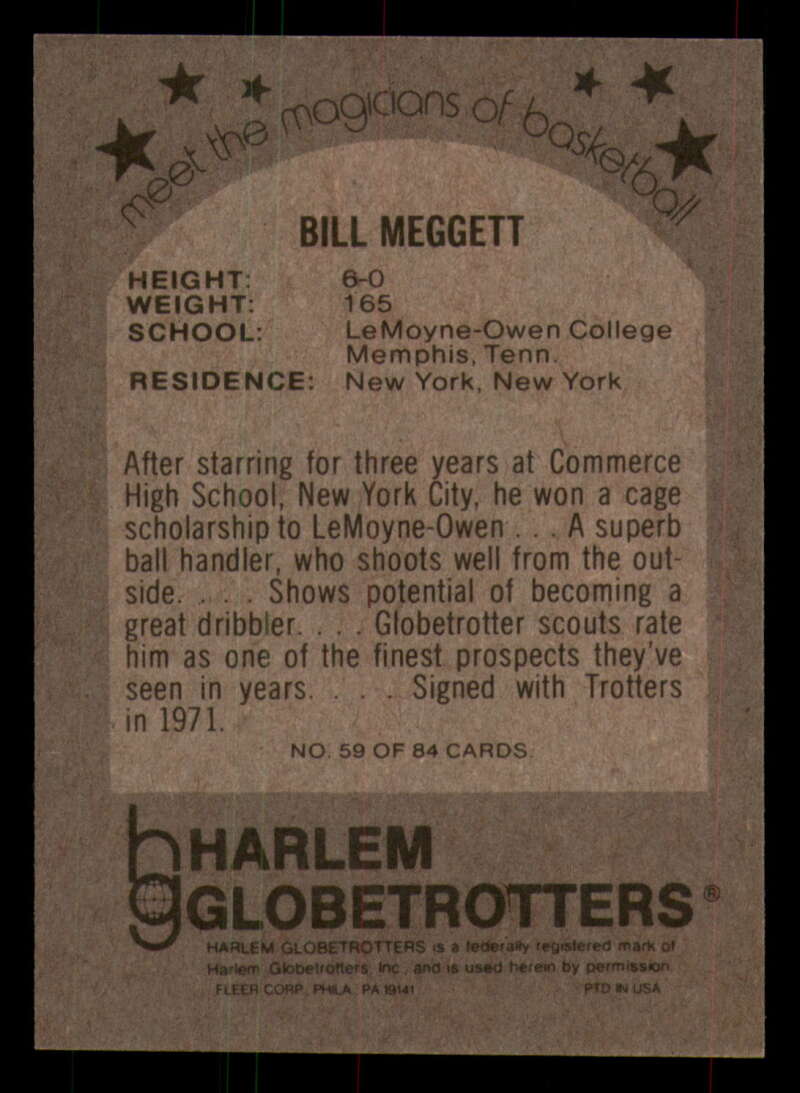 meet the magicians of basketball
BILL MEGGETT
HEIGHT: 6-0
WEIGHT: 165
SCHOOL: LeMoyne-Owen College
Memphis, Tenn.
RESIDENCE: New York, New York
After starring for three years at Commerce
High School, New York City, he won a cage
scholarship to LeMoyne-Owen . . . A superb
ball handler, who shoots well from the out-
side. . . . Shows potential of becoming a
great dribbler. . . . Globetrotter scouts rate
him as one of the finest prospects they've
seen in years. . . . Signed with Trotters
in 1971.
NO. 59 OF 84 CARDS.
hg HARLEM
GLOBETROTTERS®
HARLEM GLOBETROTTERS is a federally registered mark of
Harlem Globetrotters, Inc., and is used herein by permission.
FLEER CORP., PHILA. PA 19141 PTD IN USA